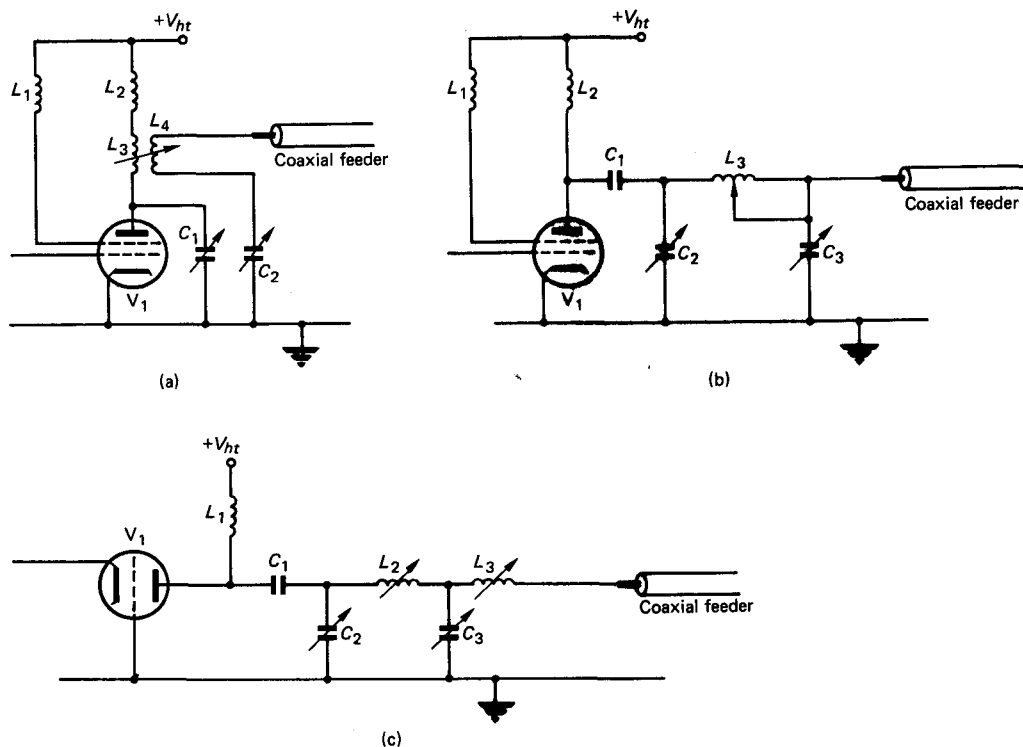 +Vht
L1
L2
L3
L4
Coaxial feeder
C1
C2
V1
(a)
+Vht
L1
L2
C1
L3
Coaxial feeder
C2
C3
V1
(b)
+Vht
L1
V1
C1
L2
L3
Coaxial feeder
C2
C3
(c)